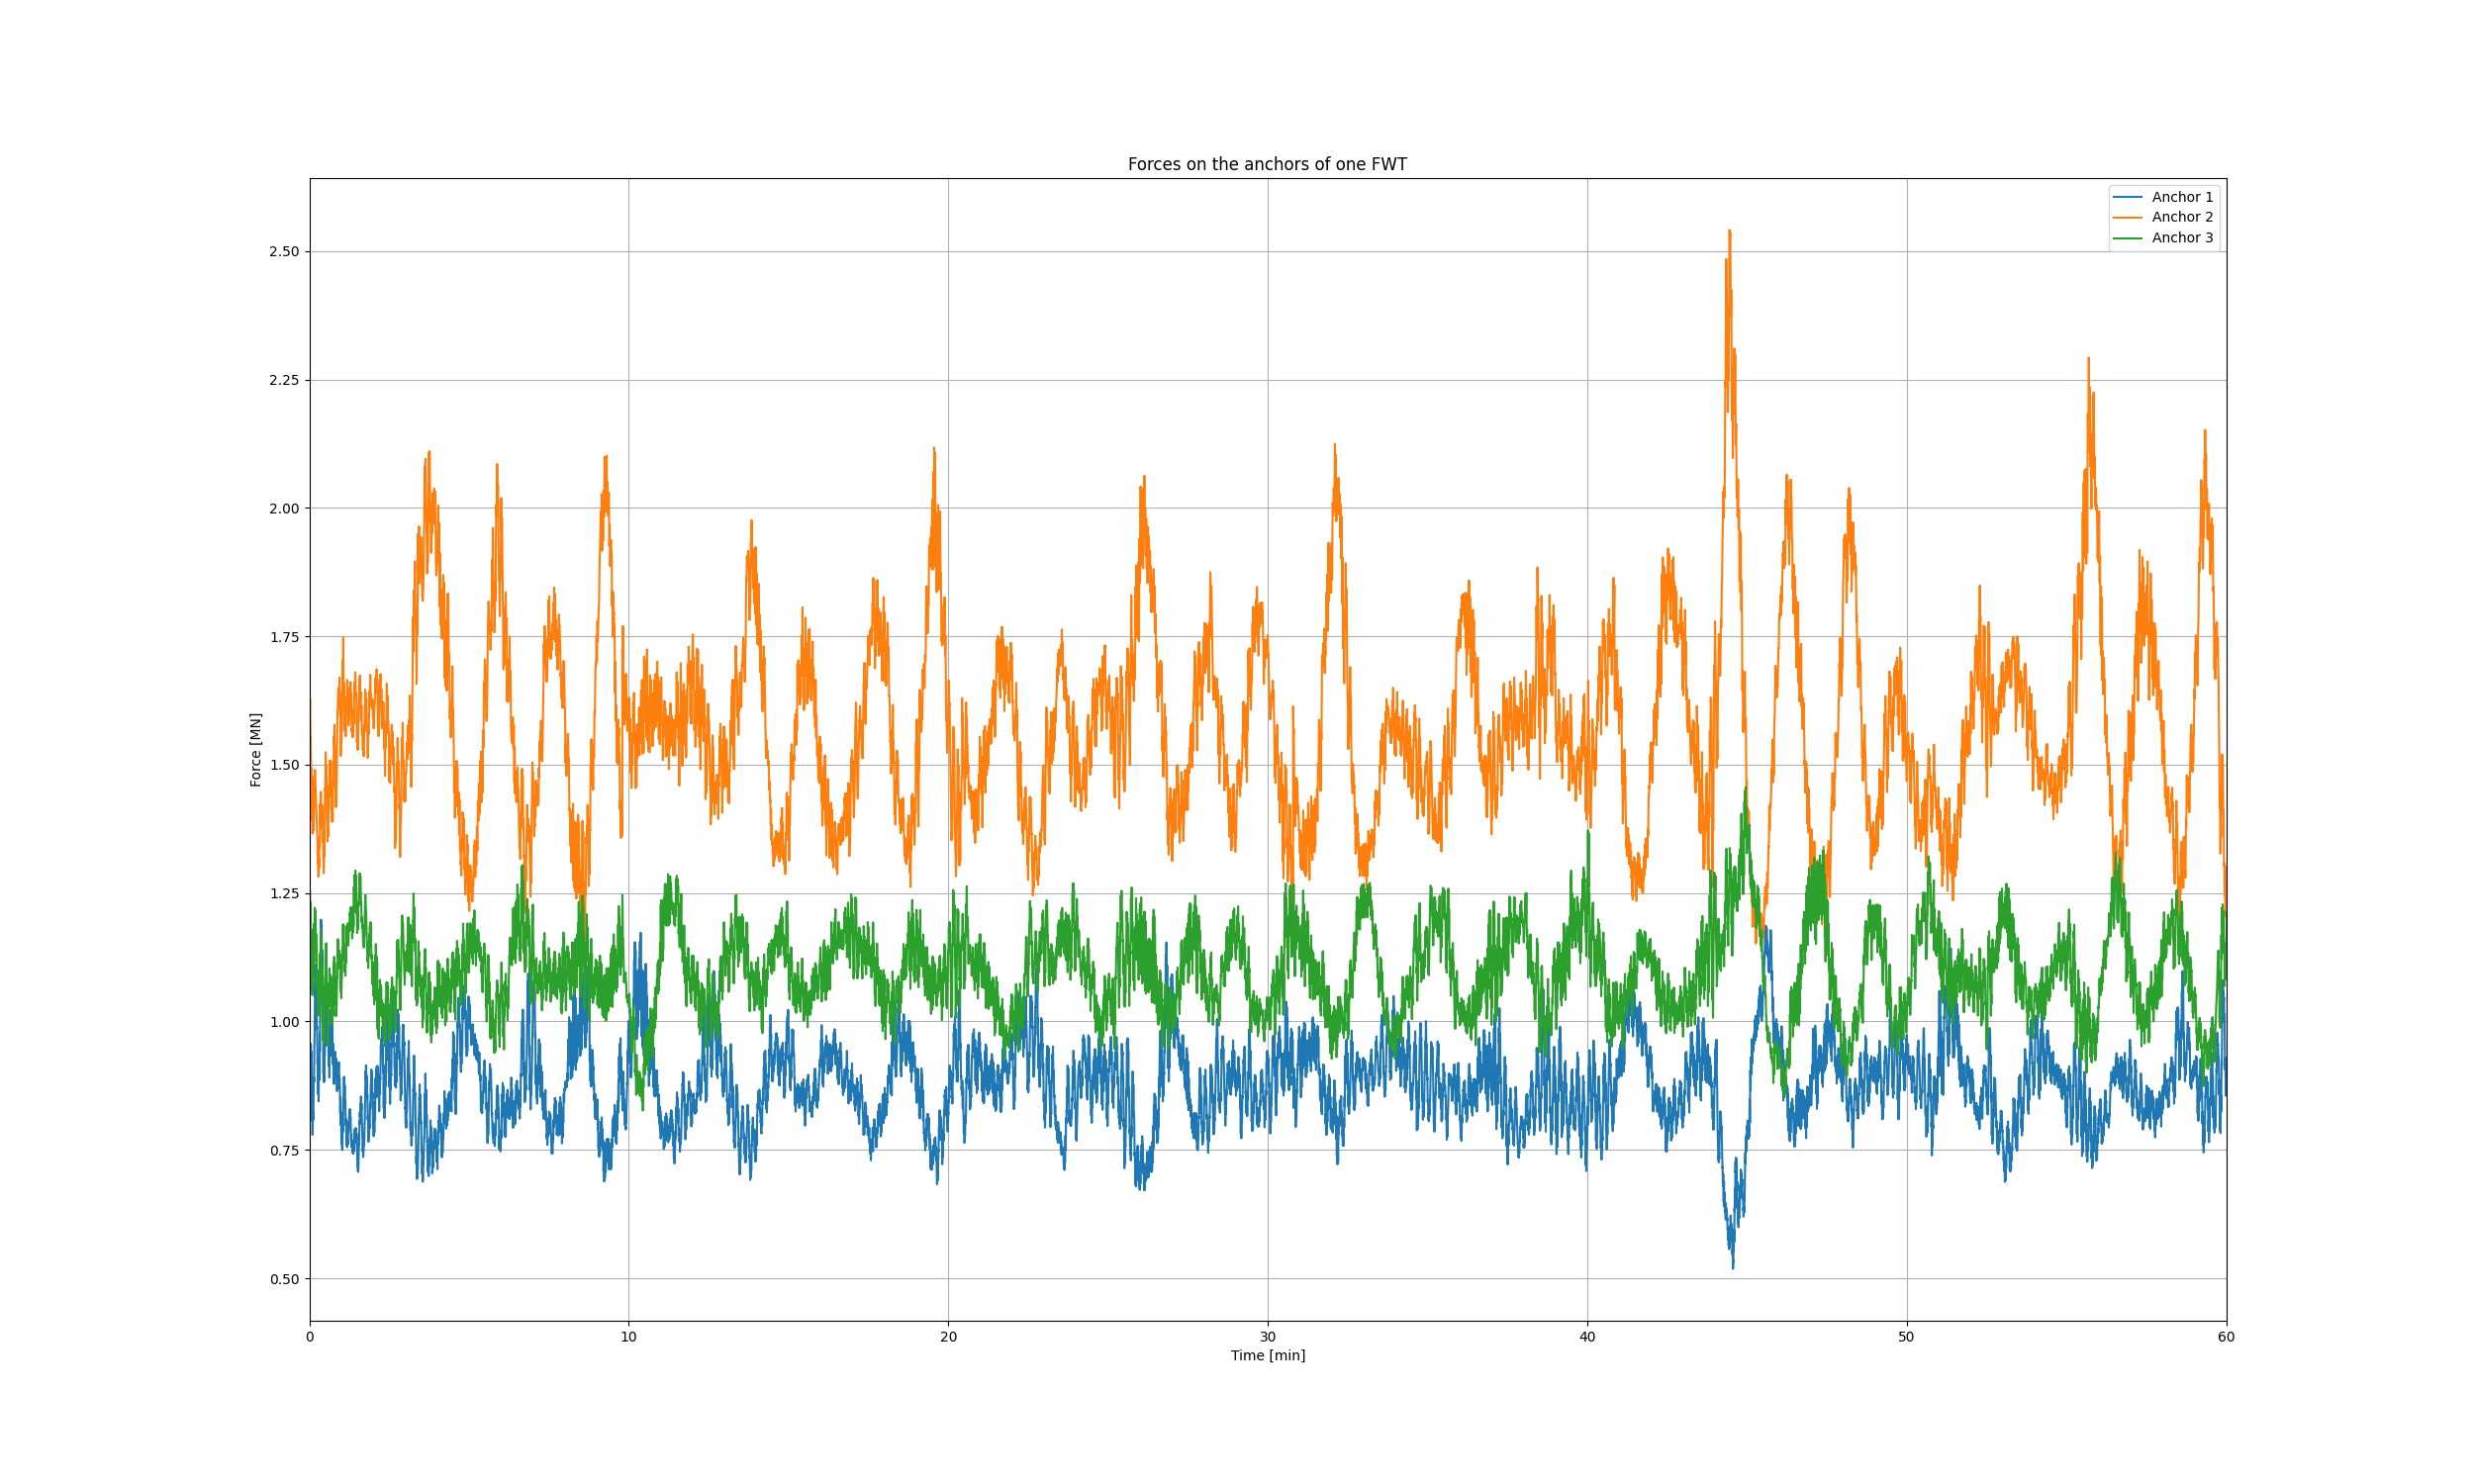 Forces on the anchors of one FWT
Anchor 1
Anchor 2
Anchor 3
2.50
2.25
2.00
1.75
1.50
1.25
1.00
0.75
0.50
Force [MN]
0 10 20 30 40 50 60
Time [min]